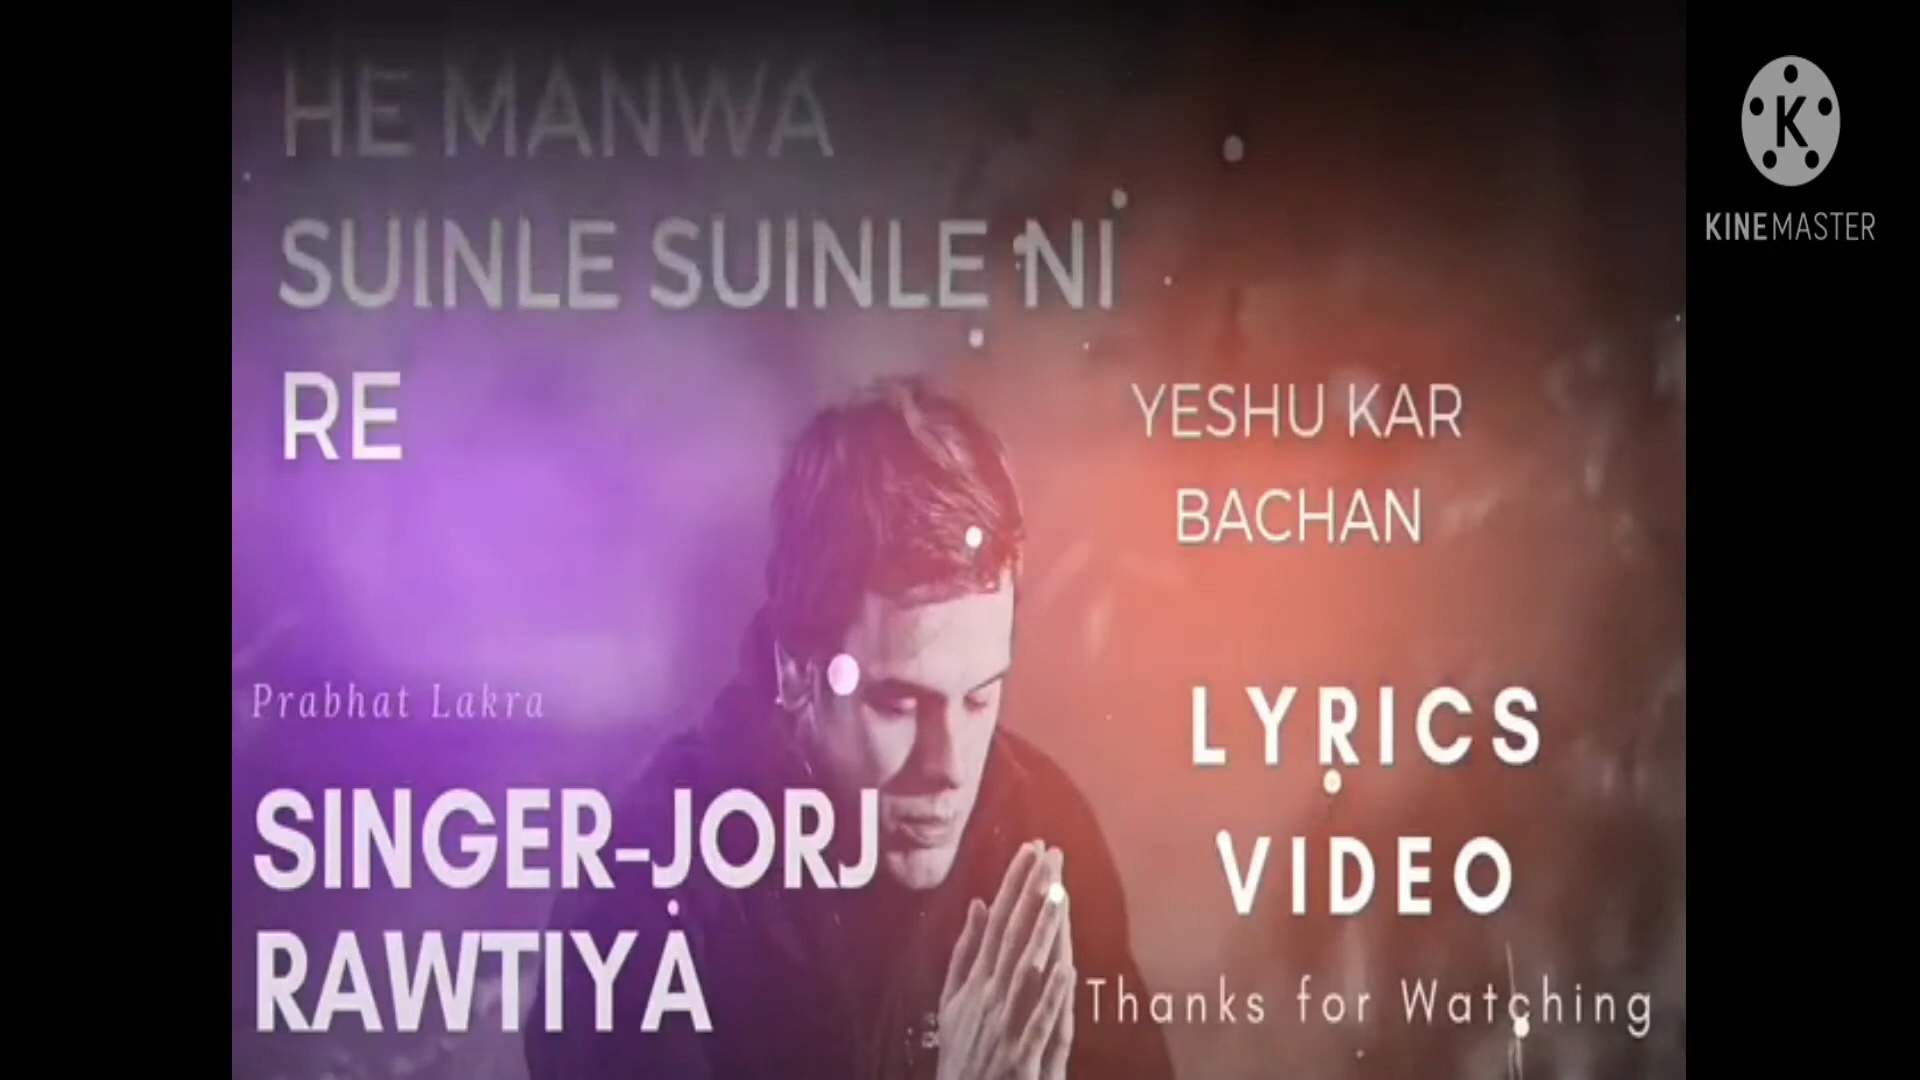 HE MANWA
SUINLE SUINLE NI
RE
YESHU KAR
BACHAN
Prabhat Lakra
SINGER-JORJ
RAWTIYA
LYRICS
VIDEO
Thanks for Watching
K
KINEMASTER